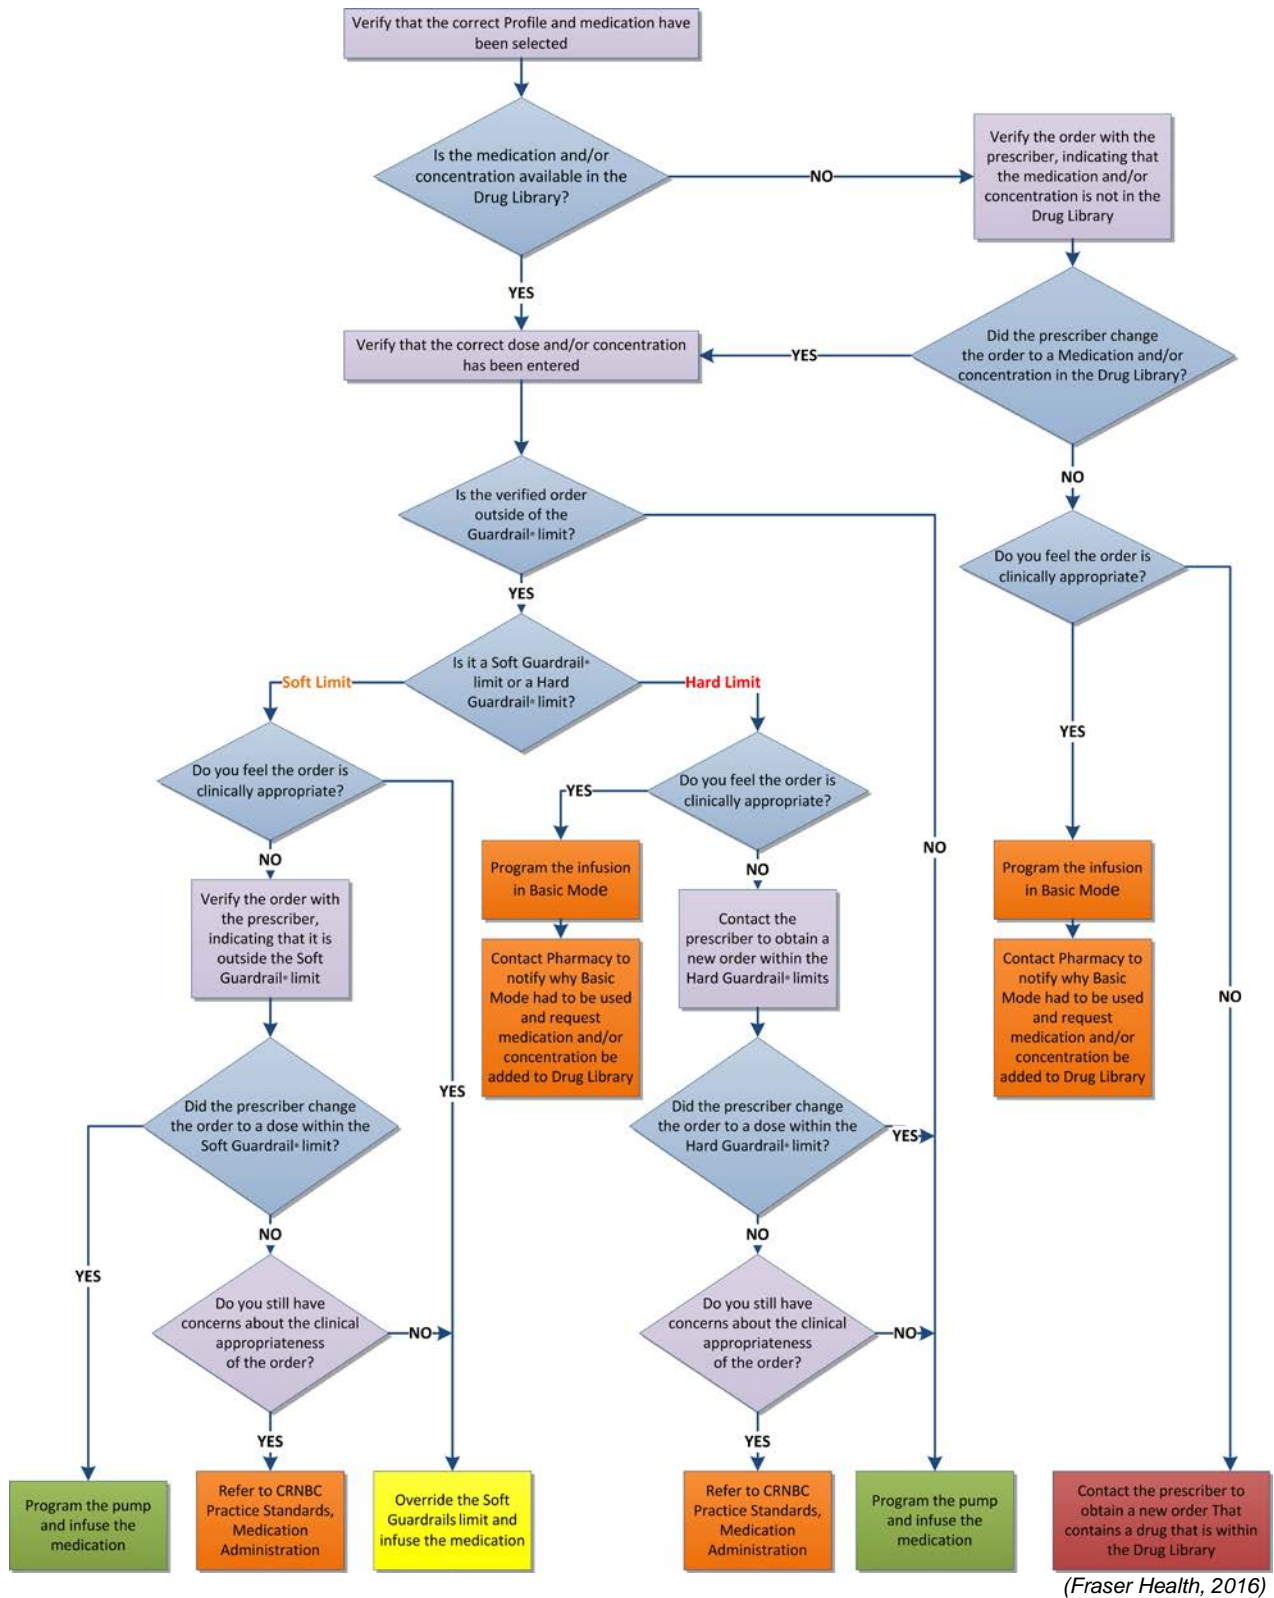 Verify that the correct Profile and medication have
been selected
Is the medication and/or
concentration available in the
Drug Library?
NO
Verify the order with the
prescriber, indicating that
the medication and/or
concentration is not in the
Drug Library
YES
Verify that the correct dose and/or concentration
has been entered
YES
Did the prescriber change
the order to a Medication and/or
concentration in the Drug Library?
NO
Is the verified order
outside of the
Guardrail® limit?
Do you feel the order is
clinically appropriate?
YES
Is it a Soft Guardrail®
limit or a Hard
Guardrail® limit?
Soft Limit
Hard Limit
YES
Do you feel the order is
clinically appropriate?
Do you feel the order is
clinically appropriate?
YES
NO
NO
NO
Verify the order with
the prescriber,
indicating that it is
outside the Soft
Guardrail® limit
Program the infusion
in Basic Mode
Contact Pharmacy to
notify why Basic
Mode had to be used
and request
medication and/or
concentration be
added to Drug Library
Contact the
prescriber to obtain a
new order within the
Hard Guardrail® limits
Program the infusion
in Basic Mode
Contact Pharmacy to
notify why Basic
Mode had to be used
and request
medication and/or
concentration be
added to Drug Library
NO
YES
Did the prescriber change
the order to a dose within the
Soft Guardrail® limit?
Did the prescriber change
the order to a dose within the
Hard Guardrail® limit?
YES
NO
NO
YES
Do you still have
concerns about the clinical
appropriateness
of the order?
NO
Do you still have
concerns about the clinical
appropriateness
of the order?
NO
YES
YES
Program the pump
and infuse the
medication
Refer to CRNBC
Practice Standards,
Medication
Administration
Override the Soft
Guardrails limit and
infuse the medication
Refer to CRNBC
Practice Standards,
Medication
Administration
Program the pump
and infuse the
medication
Contact the prescriber to
obtain a new order That
contains a drug that is within
the Drug Library
(Fraser Health, 2016)